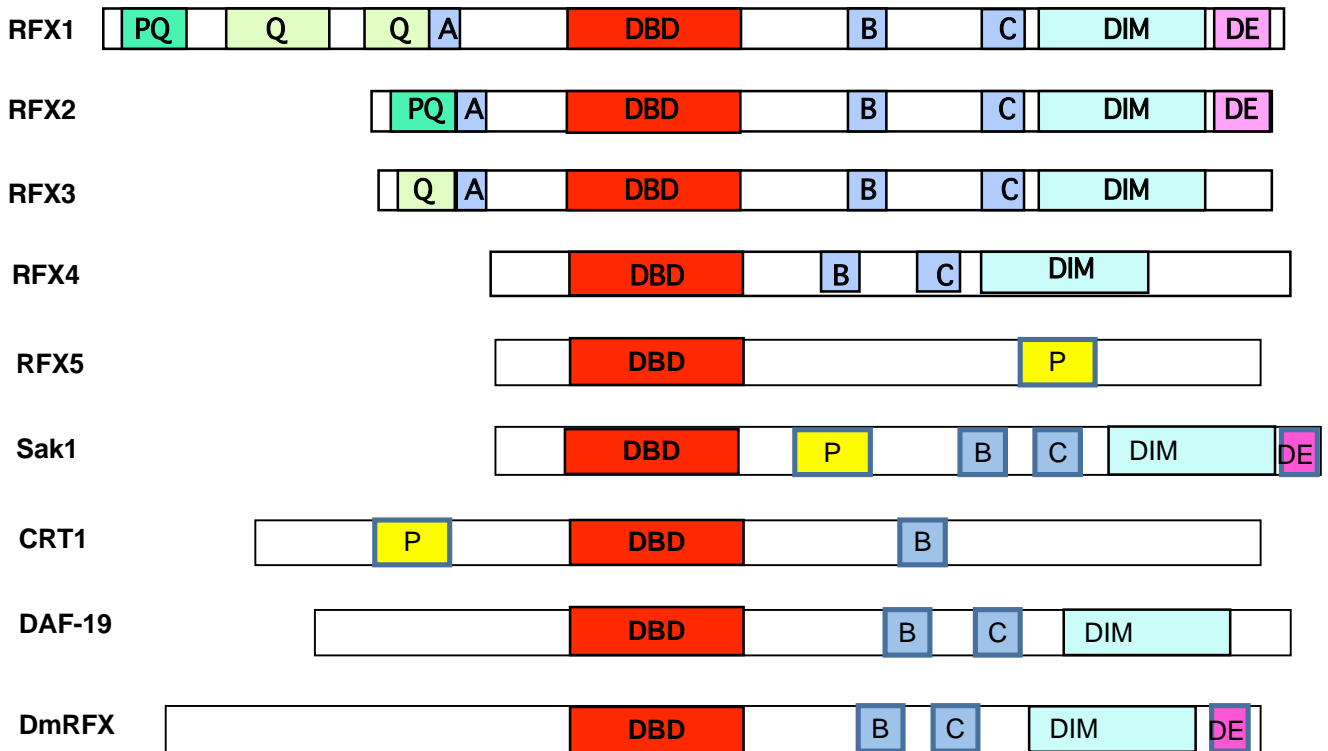 RFX1 PQ Q Q A DBD B C DIM DE
RFX2 PQ A DBD B C DIM DE
RFX3 Q A DBD B C DIM
RFX4 DBD B C DIM
RFX5 DBD P
Sak1 DBD P B C DIM DE
CRT1 P DBD B
DAF-19 DBD B C DIM
DmRFX DBD B C DIM DE